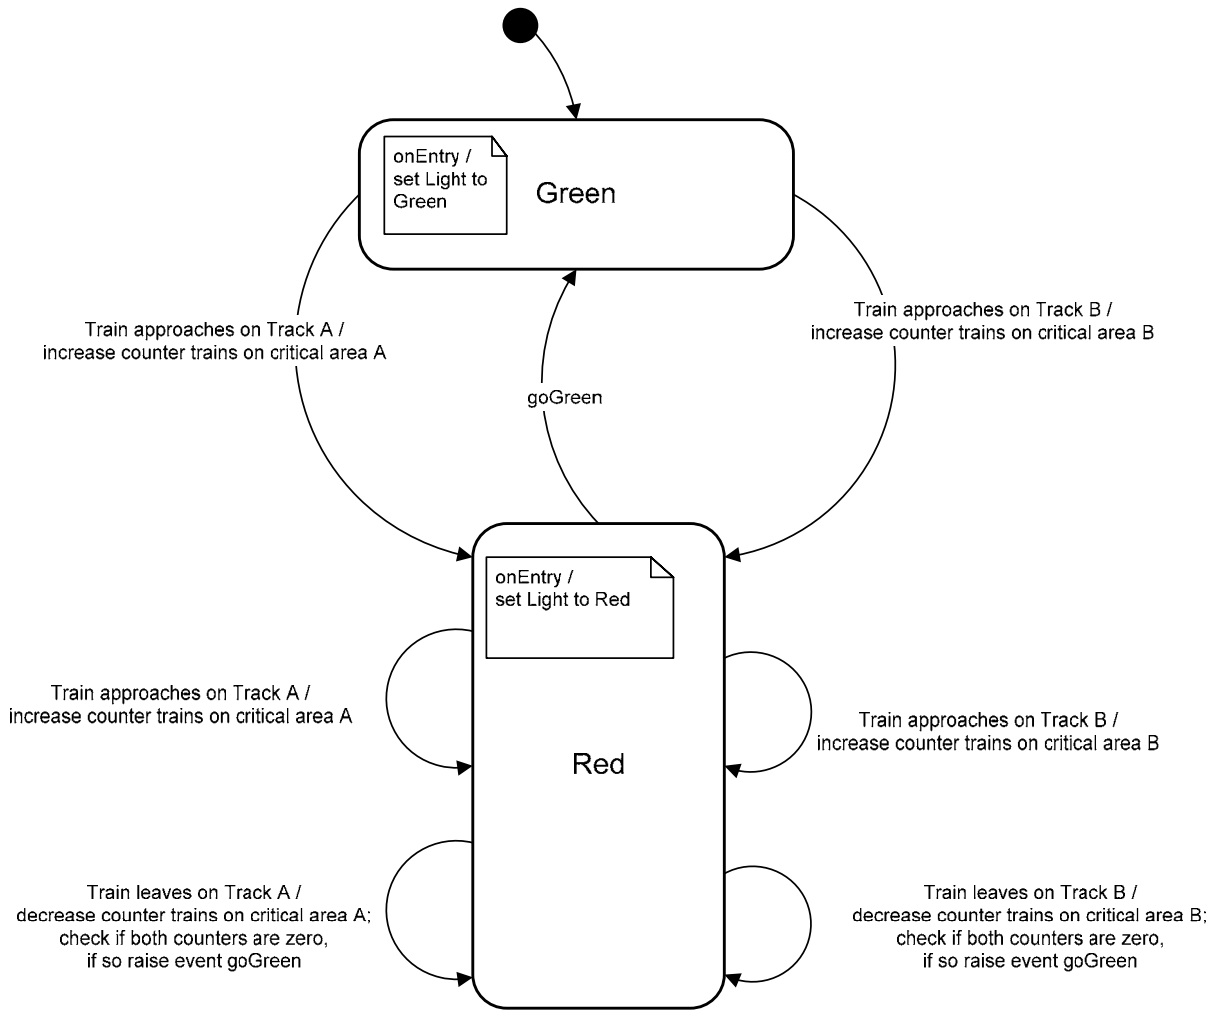 onEntry /
set Light to
Green
Green
Train approaches on Track A /
increase counter trains on critical area A
Train approaches on Track B /
increase counter trains on critical area B
goGreen
onEntry /
set Light to Red
Train approaches on Track A /
increase counter trains on critical area A
Train approaches on Track B /
increase counter trains on critical area B
Red
Train leaves on Track A /
decrease counter trains on critical area A;
check if both counters are zero,
if so raise event goGreen
Train leaves on Track B /
decrease counter trains on critical area B;
check if both counters are zero,
if so raise event goGreen